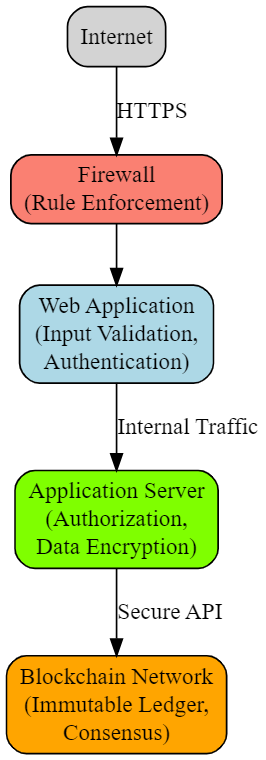 Internet
HTTPS
Firewall
(Rule Enforcement)
Web Application
(Input Validation,
Authentication)
Internal Traffic
Application Server
(Authorization,
Data Encryption)
Secure API
Blockchain Network
(Immutable Ledger,
Consensus)